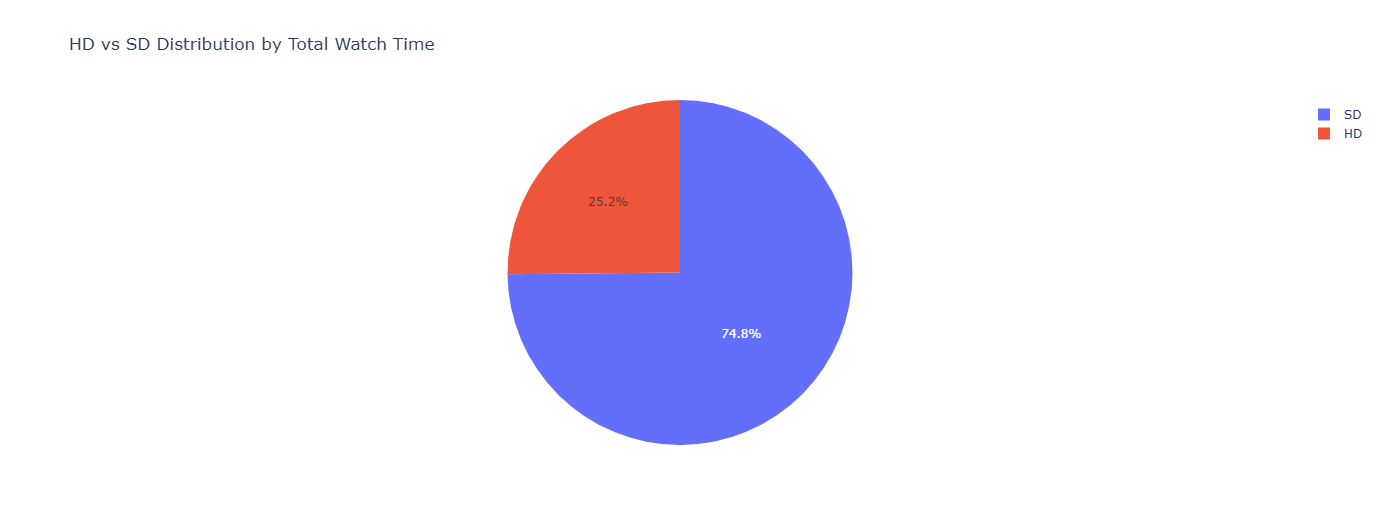 HD vs SD Distribution by Total Watch Time
SD
HD
25.2%
74.8%